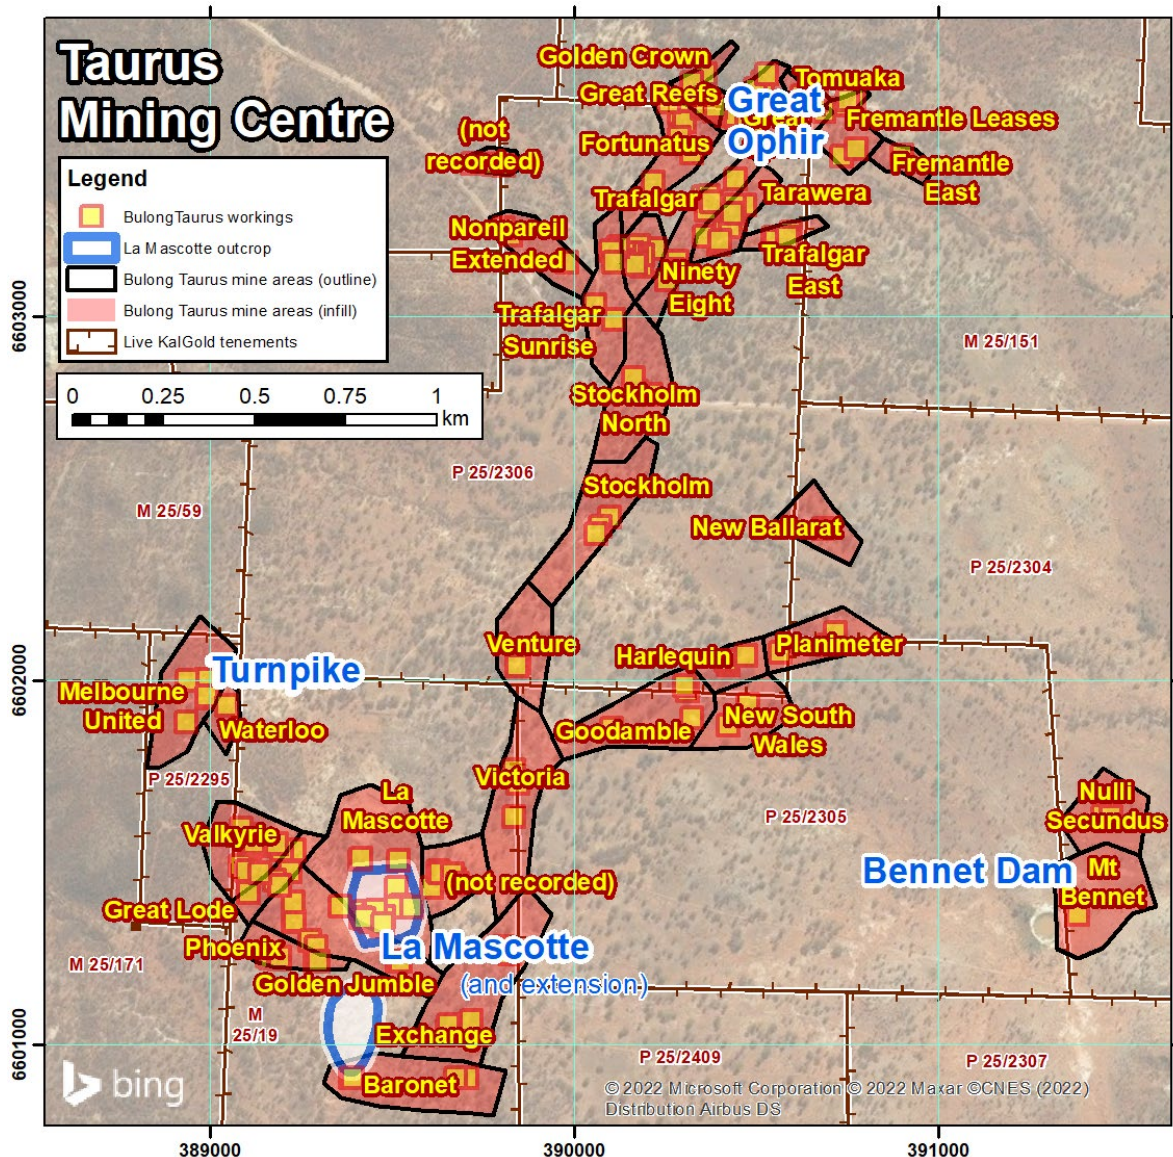 Taurus
Mining Centre
Legend
BulongTaurus workings
La Mascotte outcrop
Bulong Taurus mine areas (outline)
Bulong Taurus mine areas (infill)
Live KalGold tenements
0 0.25 0.5 0.75 1
km
Golden Crown
Great Reefs
Fortunatus
(not
recorded)
Great
Ophir
Great
Tomuaka
Fremantle Leases
Fremantle
East
Trafalgar
Tarawera
Nonpareil
Extended
Ninety
Eight
Trafalgar
East
Trafalgar
Sunrise
Stockholm
North
M 25/151
P 25/2306
M 25/59
Stockholm
New Ballarat
P 25/2304
Venture
Harlequin
Planimeter
Turnpike
Melbourne
United
Waterloo
Goodamble
New South
Wales
P 25/2295
Victoria
La
Mascotte
Valkyrie
P 25/2305
Nulli
Secundus
Bennet Dam
Mt
Bennet
(not recorded)
Great Lode
Phoenix
La Mascotte
(and extension)
Golden Jumble
M 25/171
M
25/19
Exchange
P 25/2409
P 25/2307
Baronet
bing
© 2022 Microsoft Corporation © 2022 Maxar ©CNES (2022)
Distribution Airbus DS
6603000
6602000
6601000
389000
390000
391000